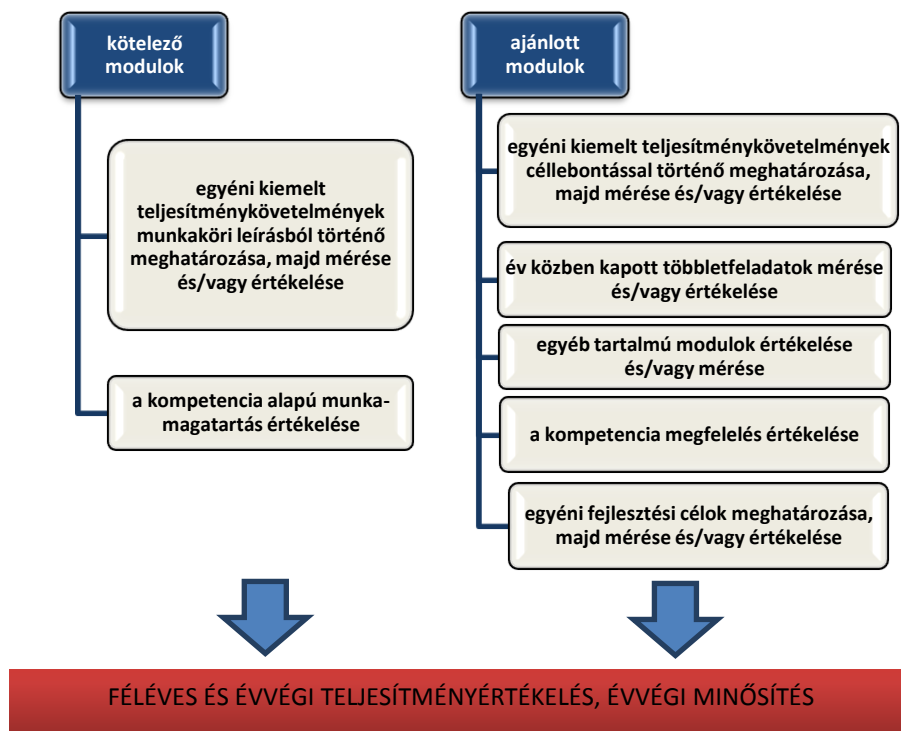 kötelező
modulok
egyéni kiemelt
teljesítménykövetelmények
munkaköri leírásból történő
meghatározása, majd mérése
és/vagy értékelése
a kompetencia alapú munka-
magatartás értékelése
ajánlott
modulok
egyéni kiemelt teljesítménykövetelmények
céllebontással történő meghatározása,
majd mérése és/vagy értékelése
év közben kapott többletfeladatok mérése
és/vagy értékelése
egyéb tartalmú modulok értékelése
és/vagy mérése
a kompetencia megfelelés értékelése
egyéni fejlesztési célok meghatározása,
majd mérése és/vagy értékelése
FÉLÉVES ÉS ÉVVÉGI TELJESÍTMÉNYÉRTÉKELÉS, ÉVVÉGI MINŐSÍTÉS